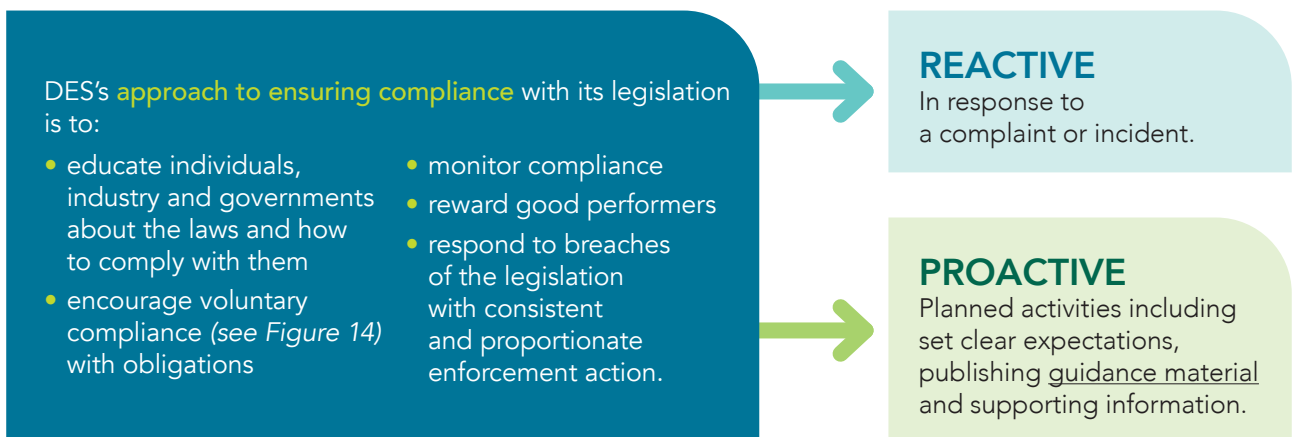 DES's approach to ensuring compliance with its legislation
is to:
• educate individuals,
industry and governments
about the laws and how
to comply with them
• encourage voluntary
compliance (see Figure 14)
with obligations
• monitor compliance
• reward good performers
• respond to breaches
of the legislation
with consistent
and proportionate
enforcement action.
REACTIVE
In response to
a complaint or incident.
PROACTIVE
Planned activities including
set clear expectations,
publishing guidance material
and supporting information.